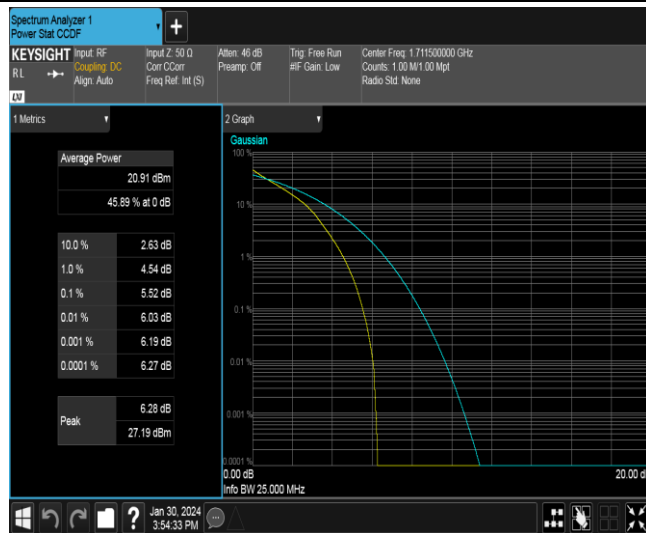 Spectrum Analyzer 1
Power Stat CCDF
KEYSIGHT
RL
Input: RF
Coupling: DC
Align: Auto
Input Z: 50 Ω
Corr CCorr
Freq Ref: Int (S)
Atten: 46 dB
Preamp: Off
Trig: Free Run
#IF Gain: Low
Center Freq: 1.711500000 GHz
Counts: 1.00 M/1.00 Mpt
Radio Std: None
1 Metrics
Average Power
20.91 dBm
45.89 % at 0 dB
10.0 % 2.63 dB
1.0 % 4.54 dB
0.1 % 5.52 dB
0.01 % 6.03 dB
0.001 % 6.19 dB
0.0001 % 6.27 dB
Peak
6.28 dB
27.19 dBm
2 Graph
Gaussian
100 %
10 %
1 %
0.1 %
0.01 %
0.001 %
0.0001 %
0.00 dB
20.00 d
Info BW 25.000 MHz
?
Jan 30, 2024
3:54:33 PM